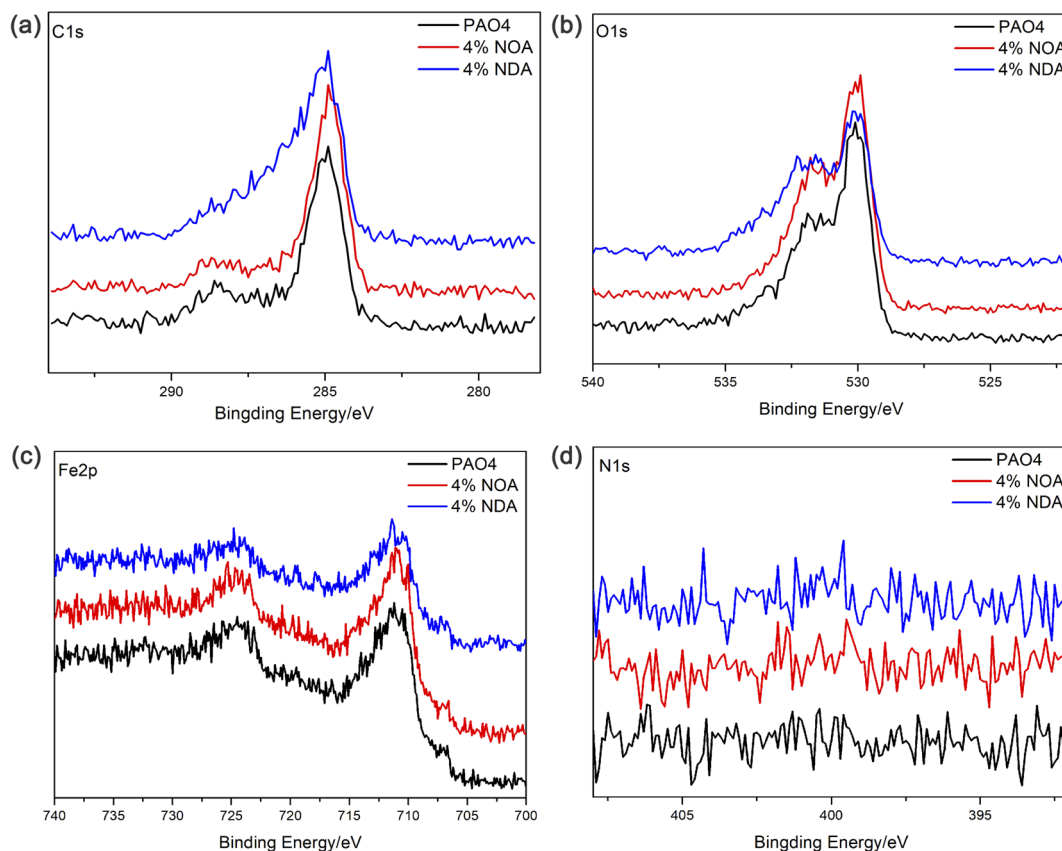 (a)
C1s
PAO4
4% NOA
4% NDA
290 285 280
Bingding Energy/eV
(b)
O1s
PAO4
4% NOA
4% NDA
540 535 530 525
Binding Energy/eV
(c)
Fe2p
PAO4
4% NOA
4% NDA
740 735 730 725 720 715 710 705 700
Binding Energy/eV
(d)
N1s
PAO4
4% NOA
4% NDA
405 400 395
Bingding Energy/eV